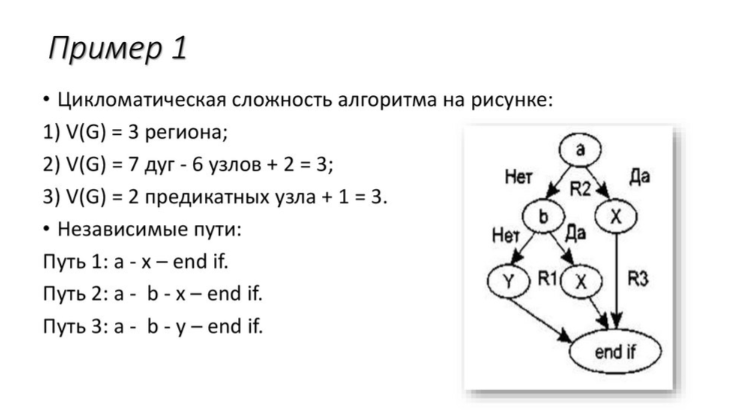 Пример 1
• Цикломатическая сложность алгоритма на рисунке:
1) V(G) = 3 региона;
2) V(G) = 7 дуг - 6 узлов + 2 = 3;
3) V(G) = 2 предикатных узла + 1 = 3.
• Независимые пути:
Путь 1: a - x – end if.
Путь 2: a -  b - x – end if.
Путь 3: a -  b - y – end if.
a
Нет
R2
Да
b
X
Нет
Да
Y
R1
X
R3
end if